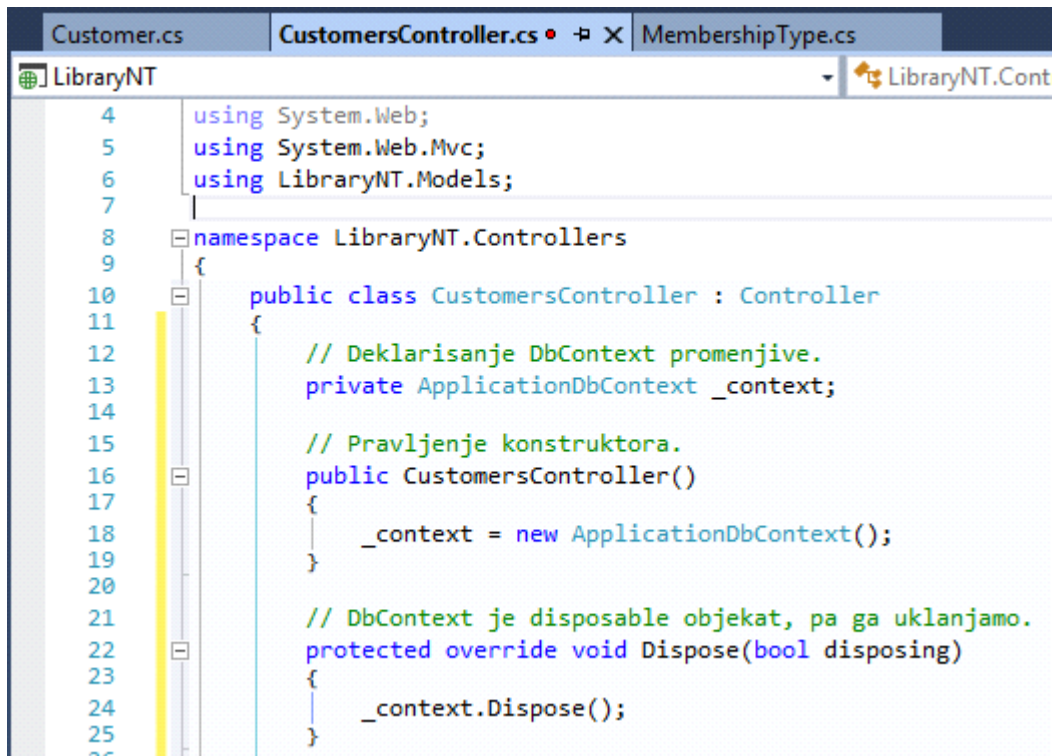 Customer.cs CustomersController.cs MembershipType.cs
LibraryNT LibraryNT.Cont
4 using System.Web;
5 using System.Web.Mvc;
6 using LibraryNT.Models;
7
8 namespace LibraryNT.Controllers
9 {
10 public class CustomersController : Controller
11 {
12 // Deklarisanje DbContext promenjive.
13 private ApplicationDbContext _context;
14
15 // Pravljenje konstruktora.
16 public CustomersController()
17 {
18 _context = new ApplicationDbContext();
19 }
20
21 // DbContext je disposable objekat, pa ga uklanjamo.
22 protected override void Dispose(bool disposing)
23 {
24 _context.Dispose();
25 }